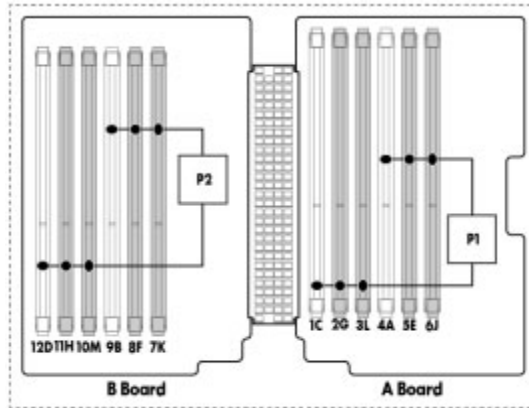 P2
P1
12D 11H 10M 9B 8F 7K
1C 2G 3L 4A 5E 6J
B Board
A Board